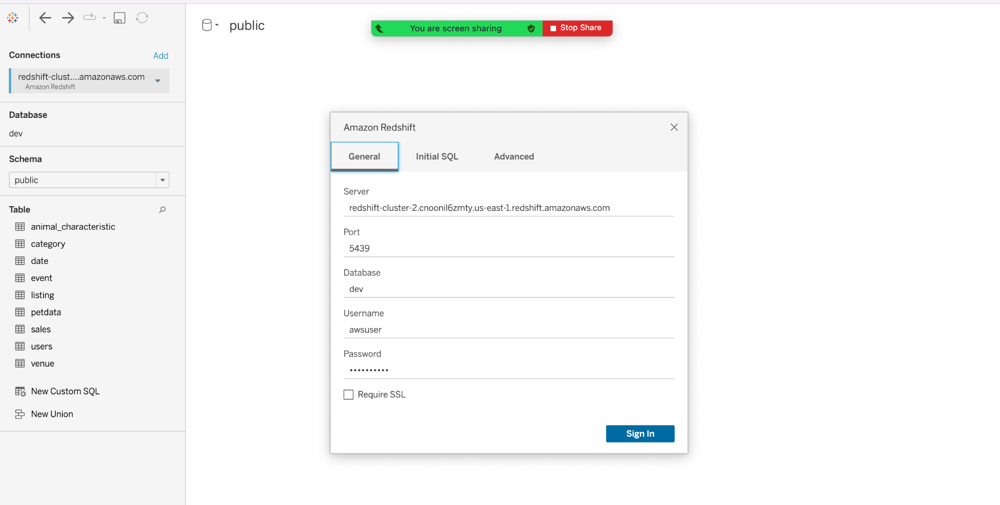 public
You are screen sharing
Stop Share
Connections
Add
redshift-clust....amazonaws.com
Amazon Redshift
Database
dev
Schema
public
Table
animal_characteristic
category
date
event
listing
petdata
sales
users
venue
New Custom SQL
New Union
Amazon Redshift
General
Initial SQL
Advanced
Server
redshift-cluster-2.cnoonil6zmty.us-east-1.redshift.amazonaws.com
Port
5439
Database
dev
Username
awsuser
Password
••••••••••
Require SSL
Sign In